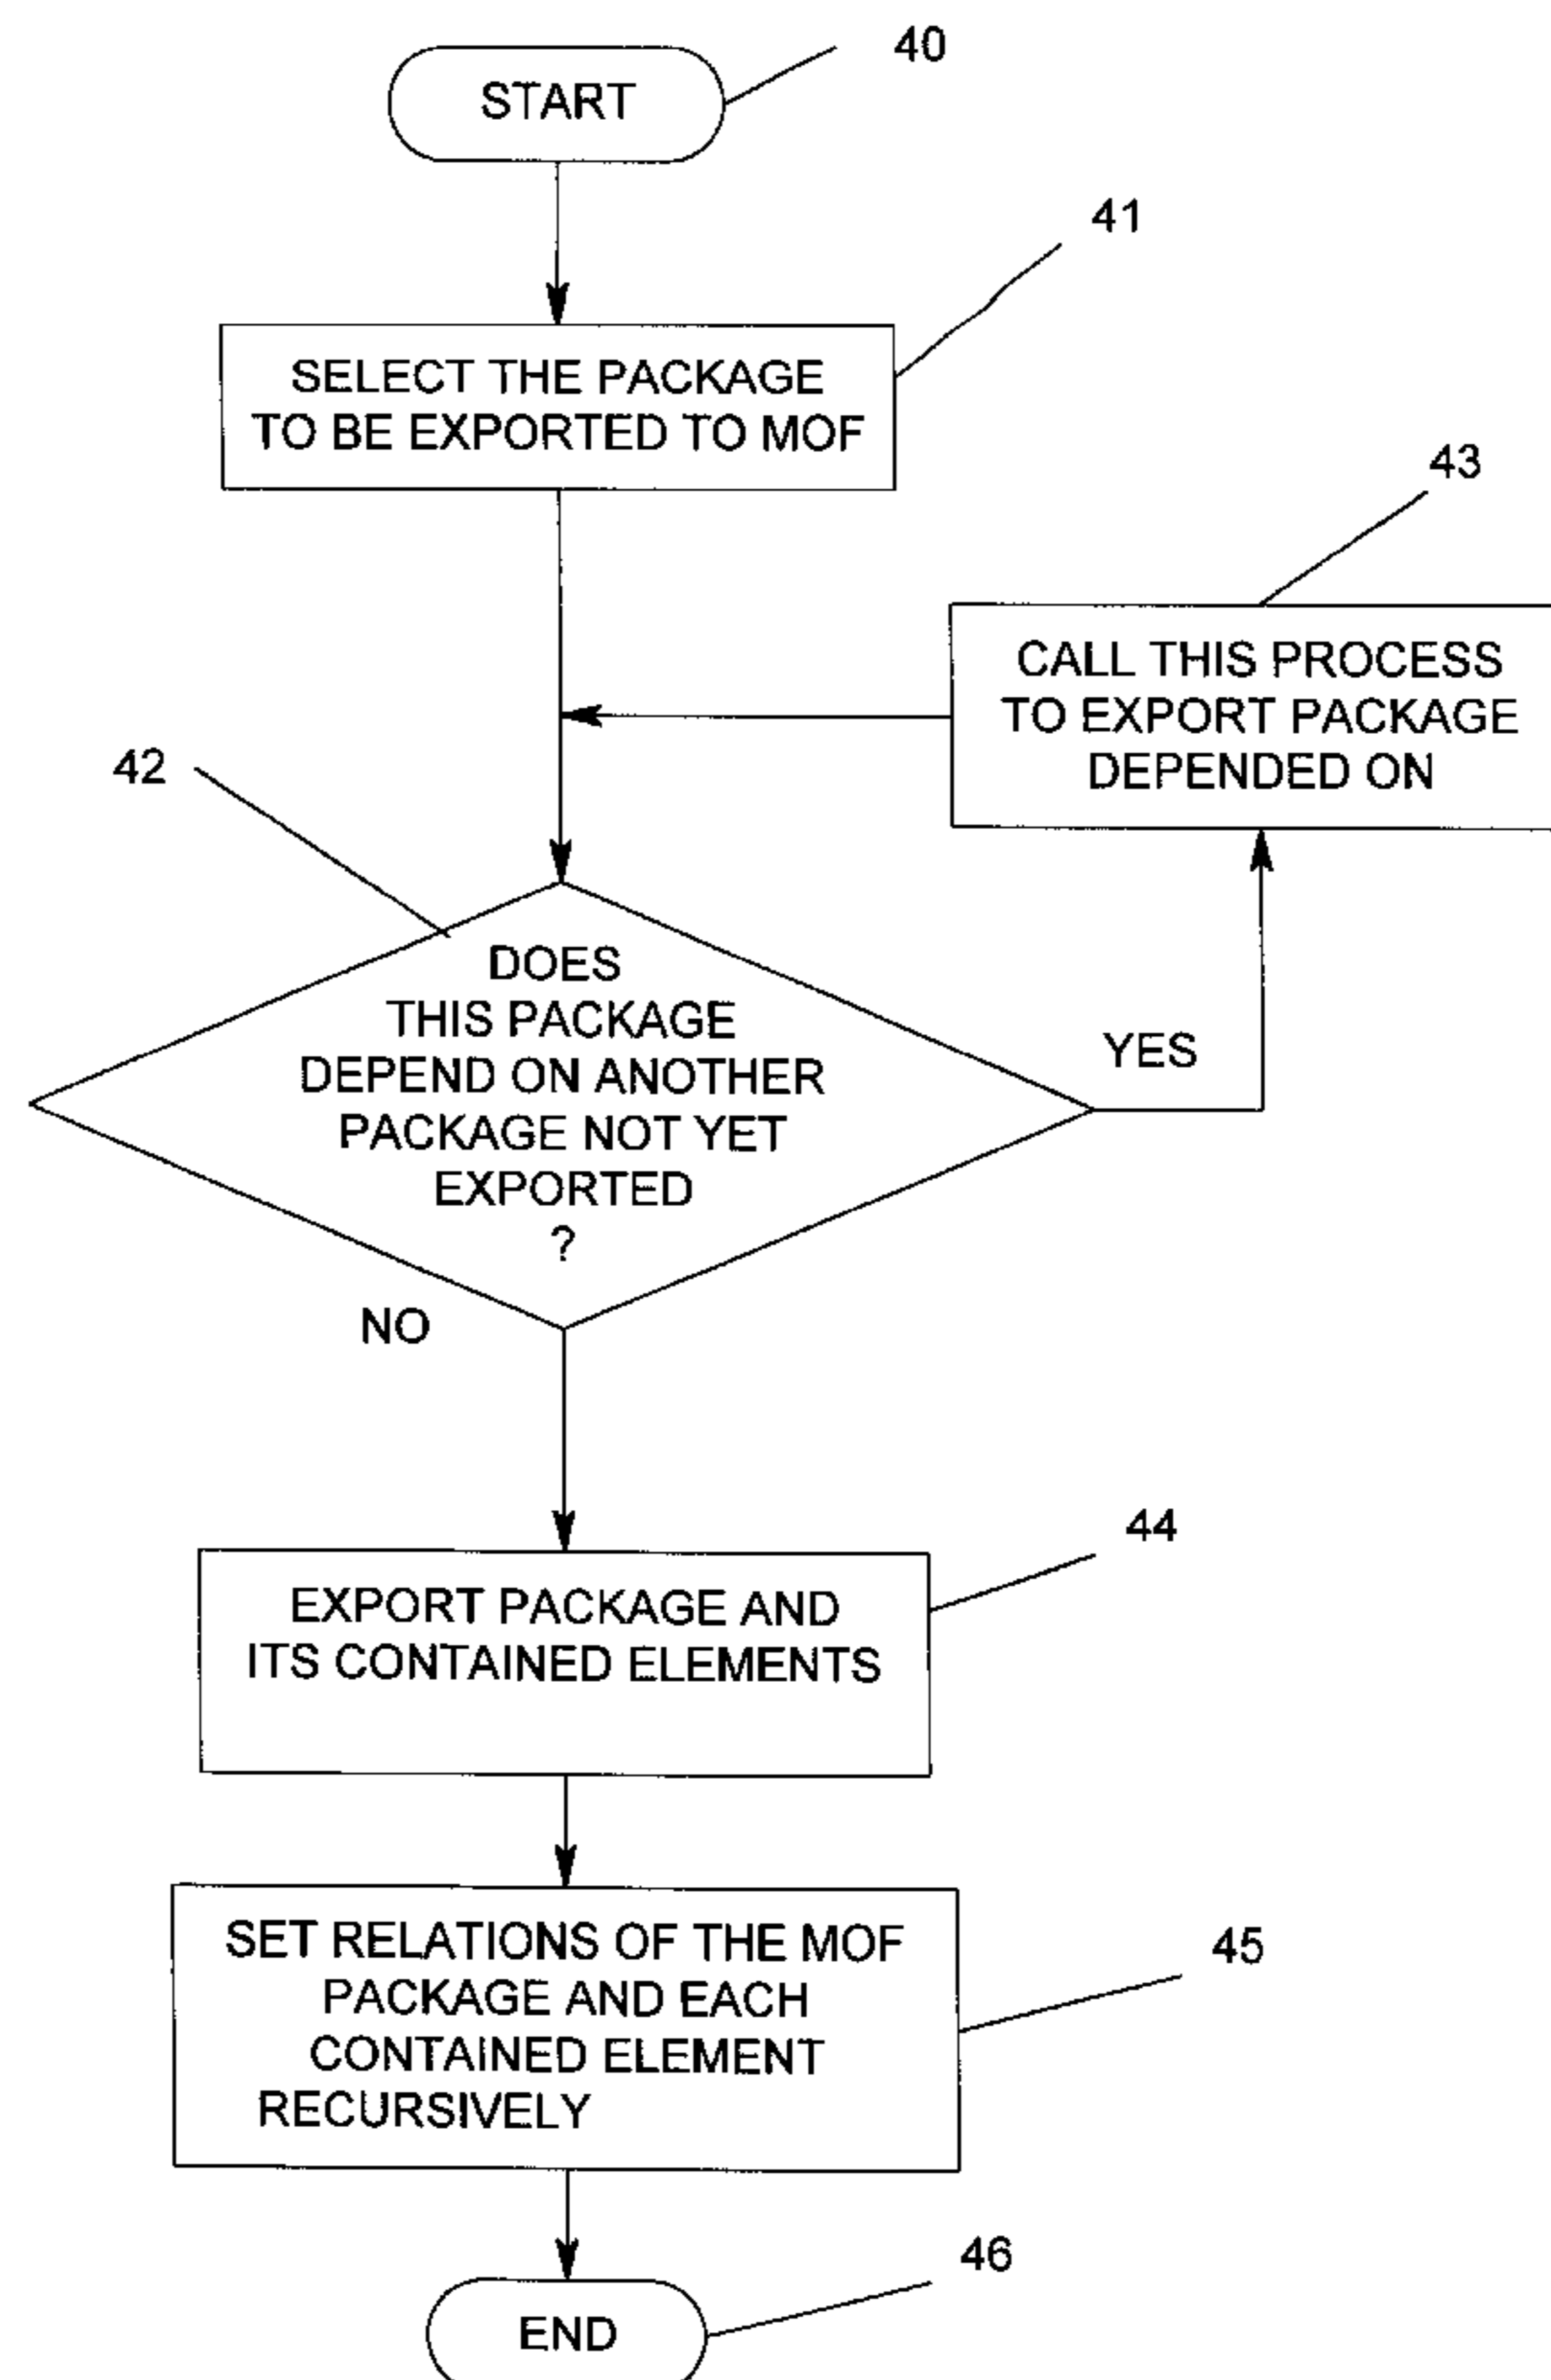 40
START
41
SELECT THE PACKAGE
TO BE EXPORTED TO MOF
43
CALL THIS PROCESS
TO EXPORT PACKAGE
DEPENDED ON
42
DOES
THIS PACKAGE
DEPEND ON ANOTHER
PACKAGE NOT YET
EXPORTED
?
YES
NO
44
EXPORT PACKAGE AND
ITS CONTAINED ELEMENTS
45
SET RELATIONS OF THE MOF
PACKAGE AND EACH
CONTAINED ELEMENT
RECURSIVELY
46
END